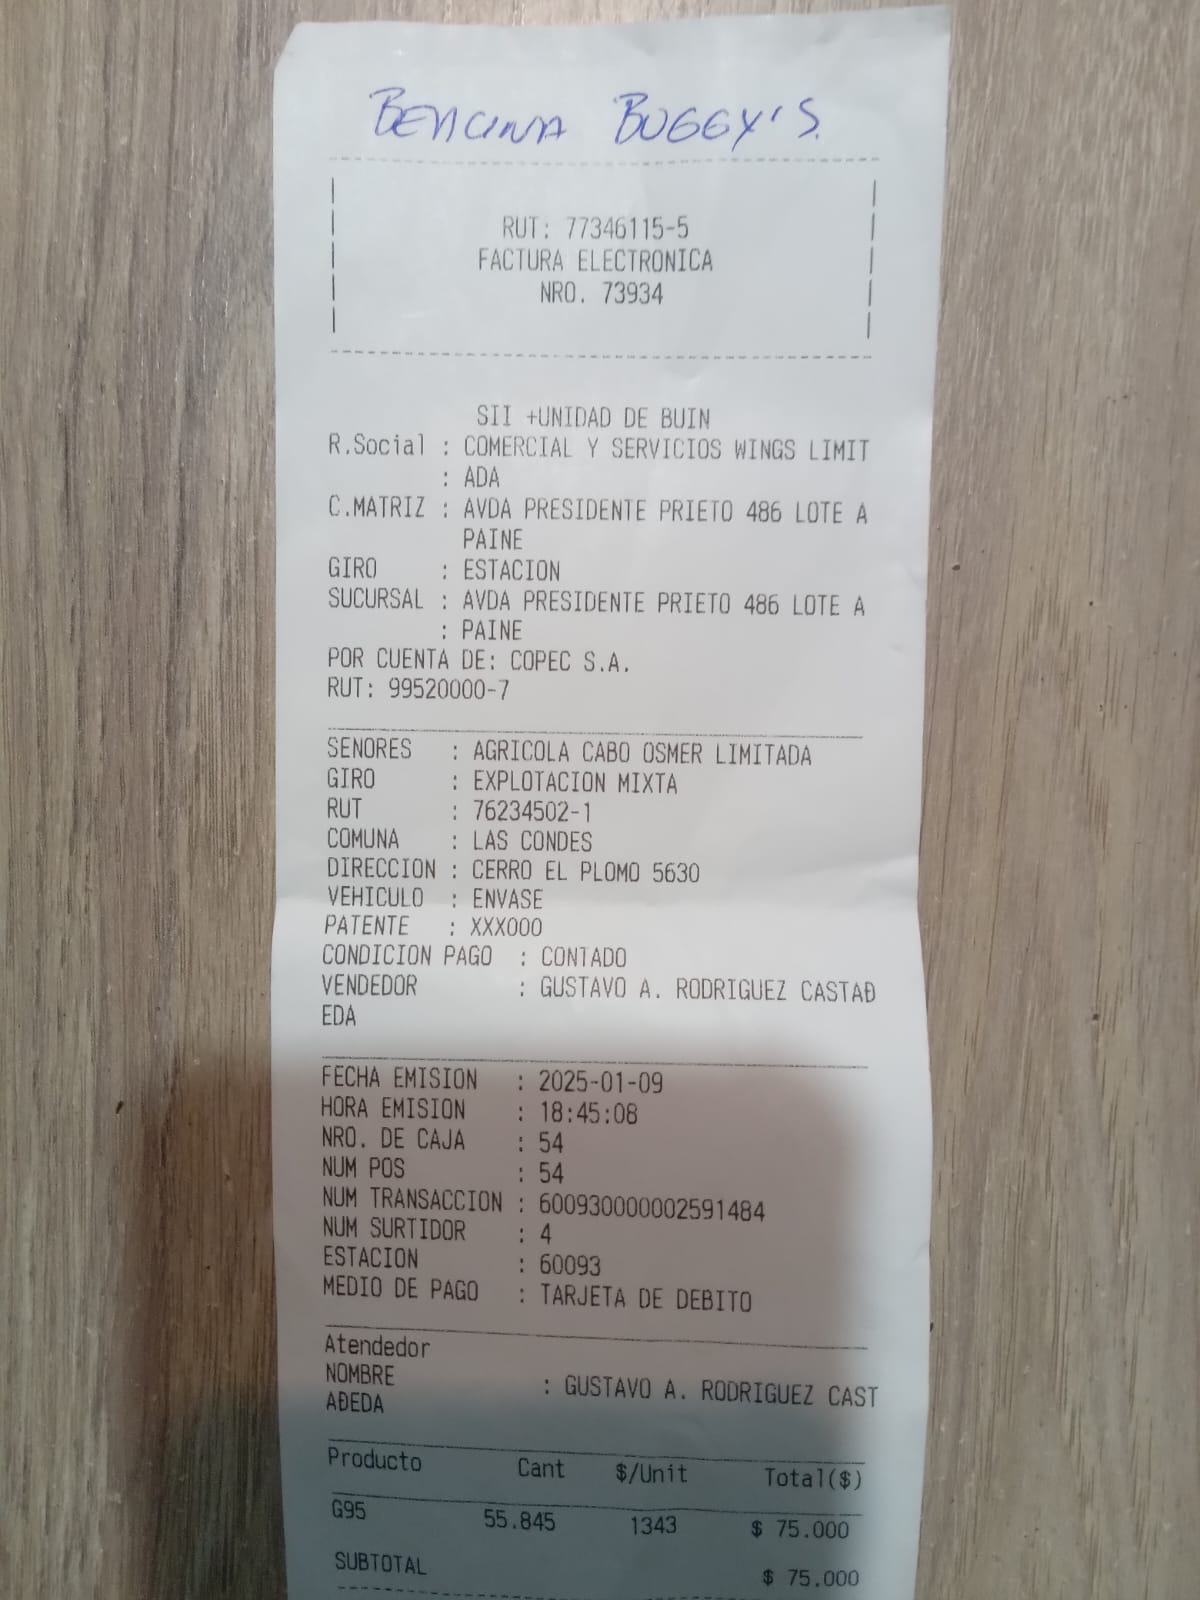 BENCINA BUGGY'S.
RUT: 77346115-5
FACTURA ELECTRONICA
NRO. 73934
SII +UNIDAD DE BUIN
R.Social : COMERCIAL Y SERVICIOS WINGS LIMIT
: ADA
C.MATRIZ : AVDA PRESIDENTE PRIETO 486 LOTE A
PAINE
GIRO : ESTACION
SUCURSAL : AVDA PRESIDENTE PRIETO 486 LOTE A
: PAINE
POR CUENTA DE: COPEC S.A.
RUT: 99520000-7
SENORES : AGRICOLA CABO OSMER LIMITADA
GIRO : EXPLOTACION MIXTA
RUT : 76234502-1
COMUNA : LAS CONDES
DIRECCION : CERRO EL PLOMO 5630
VEHICULO : ENVASE
PATENTE : XXX000
CONDICION PAGO : CONTADO
VENDEDOR : GUSTAVO A. RODRIGUEZ CASTAÐ
EDA
FECHA EMISION : 2025-01-09
HORA EMISION : 18:45:08
NRO. DE CAJA : 54
NUM POS : 54
NUM TRANSACCION : 600930000002591484
NUM SURTIDOR : 4
ESTACION : 60093
MEDIO DE PAGO : TARJETA DE DEBITO
Atendedor
NOMBRE : GUSTAVO A. RODRIGUEZ CAST
AÐEDA
Producto Cant $/Unit Total($)
G95 55.845 1343 $ 75.000
SUBTOTAL $ 75.000